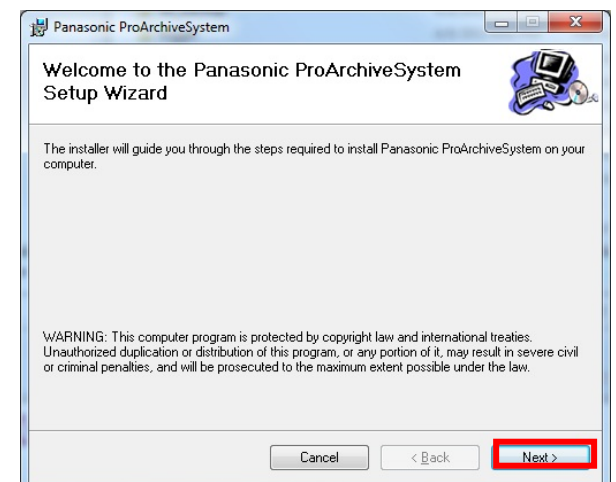 Panasonic ProArchiveSystem
Welcome to the Panasonic ProArchiveSystem
Setup Wizard
The installer will guide you through the steps required to install Panasonic ProArchiveSystem on your
computer.
WARNING: This computer program is protected by copyright law and international treaties.
Unauthorized duplication or distribution of this program, or any portion of it, may result in severe civil
or criminal penalties, and will be prosecuted to the maximum extent possible under the law.
Cancel < Back Next >